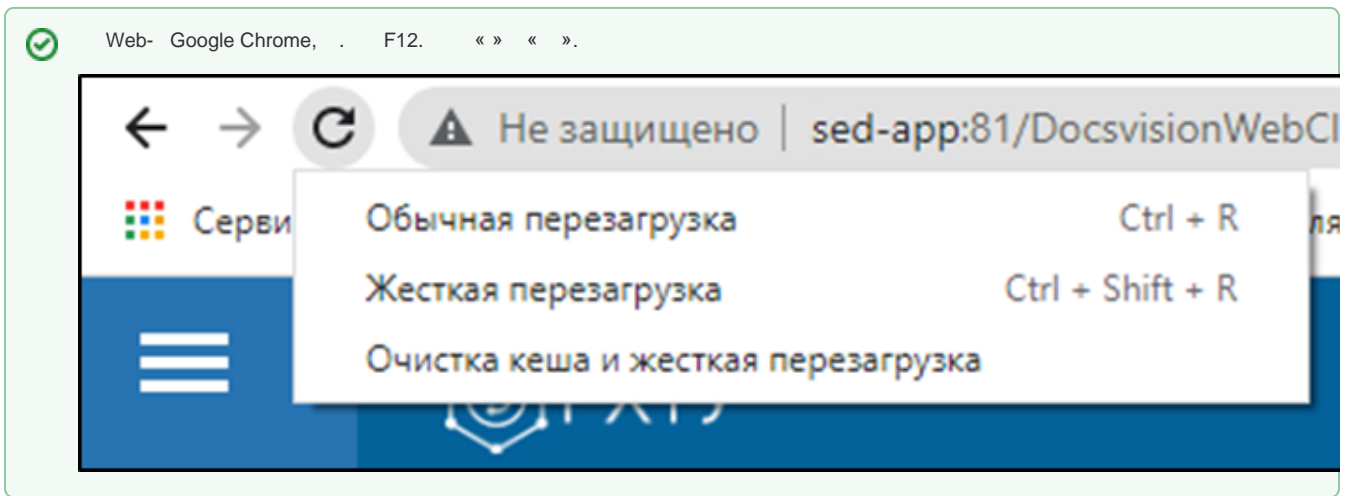 Web- Google Chrome, . F12. « » « ».
Не защищено | sed-app:81/DocsvisionWebCl
Серви
Обычная перезагрузка Ctrl + R
ля
Жесткая перезагрузка Ctrl + Shift + R
Очистка кеша и жесткая перезагрузка